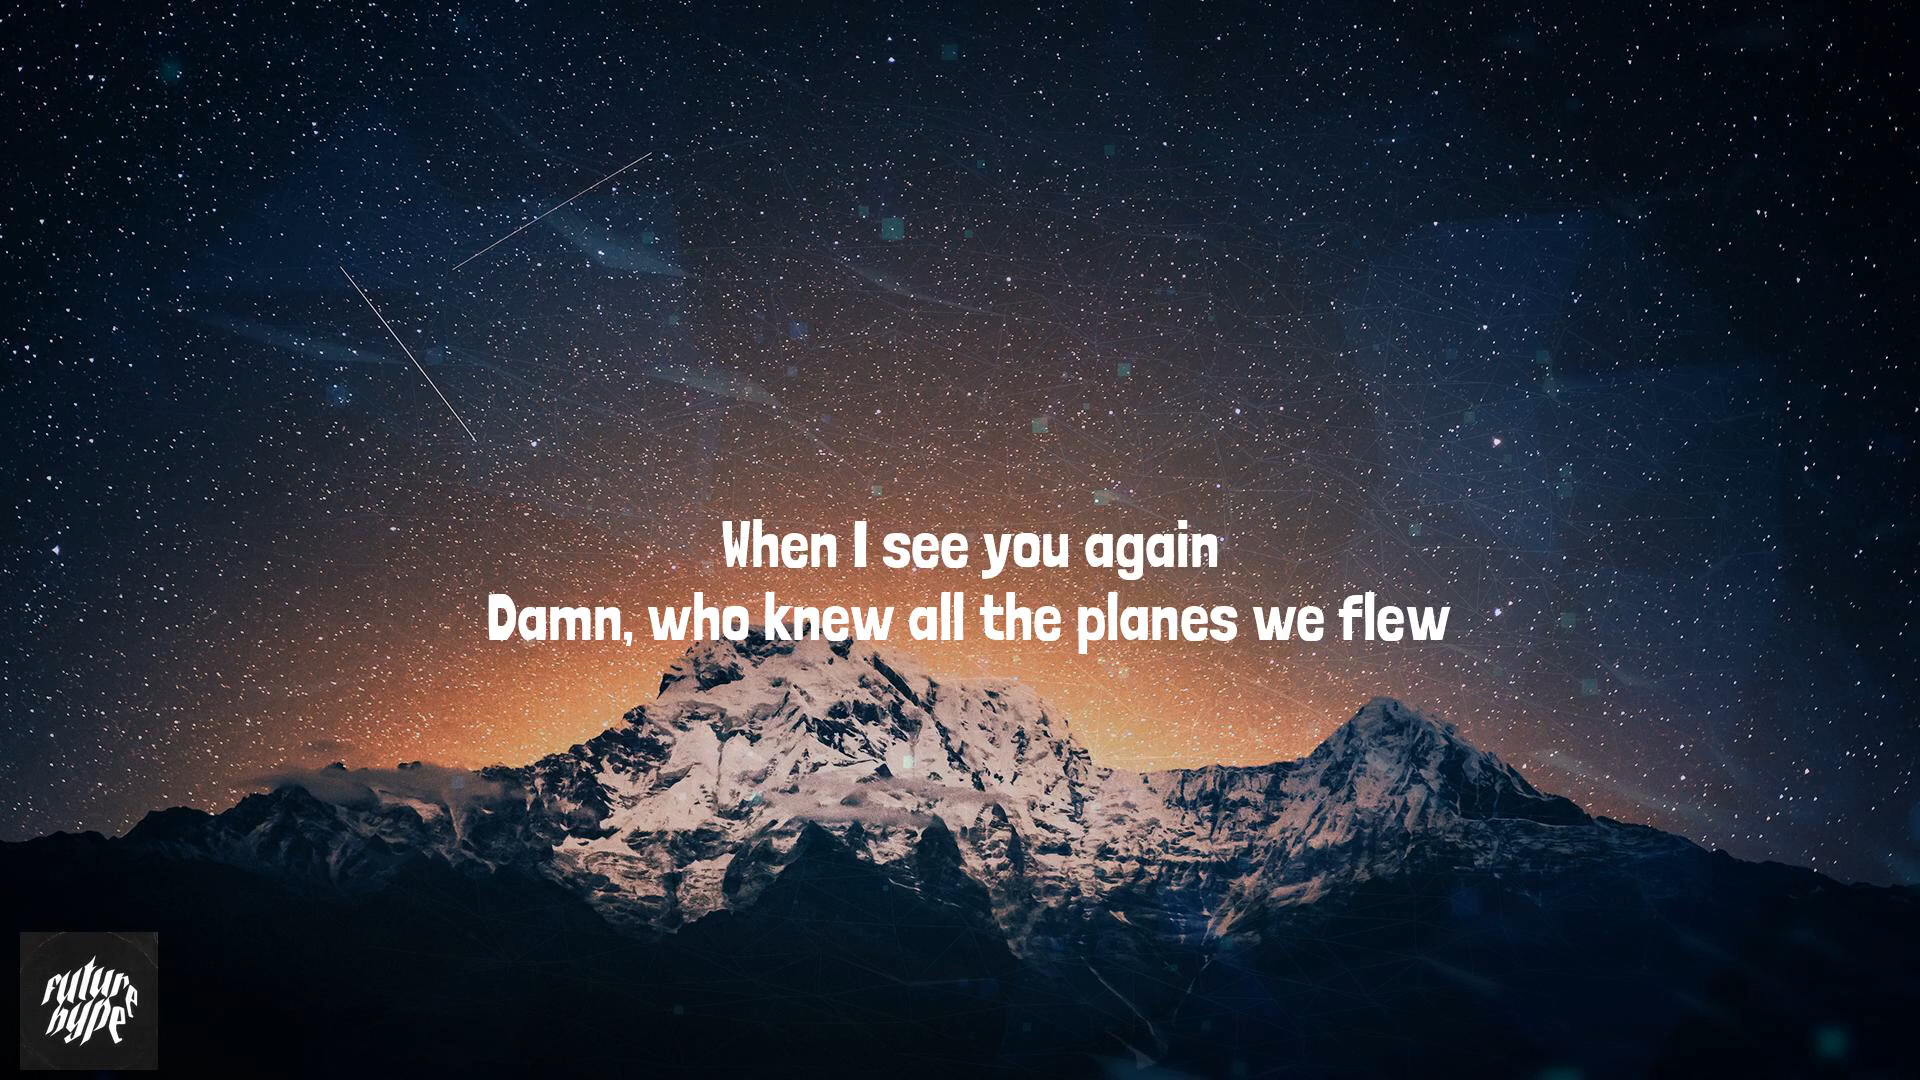 When I see you again
Damn, who knew all the planes we flew
future
hype